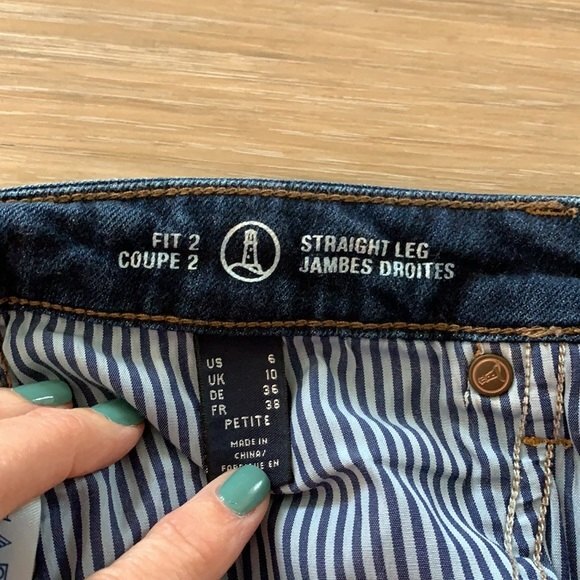 FIT 2
COUPE 2
STRAIGHT LEG
JAMBES DROITES
US 6
UK 10
DE 36
FR 38
PETITE
MADE IN
CHINA/
EN